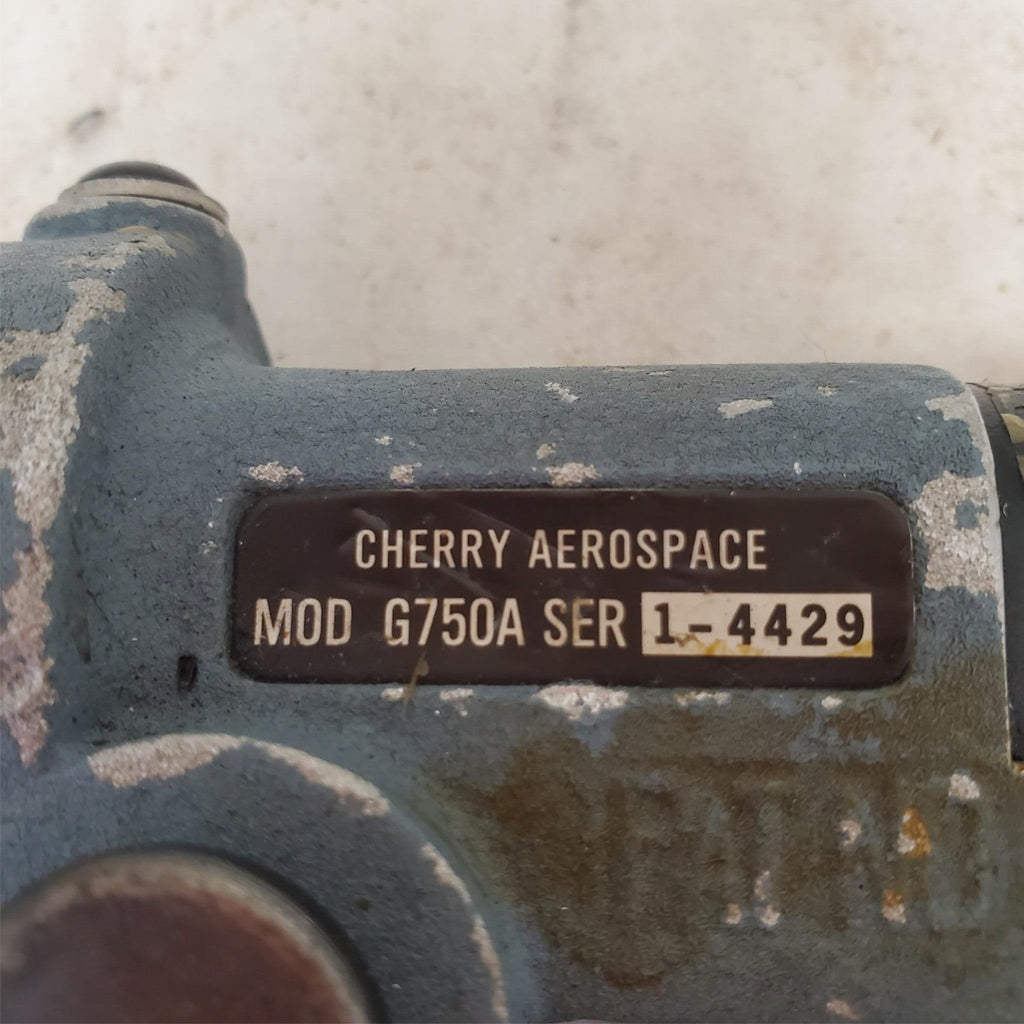 CHERRY AEROSPACE
MOD G750A SER 1-4429